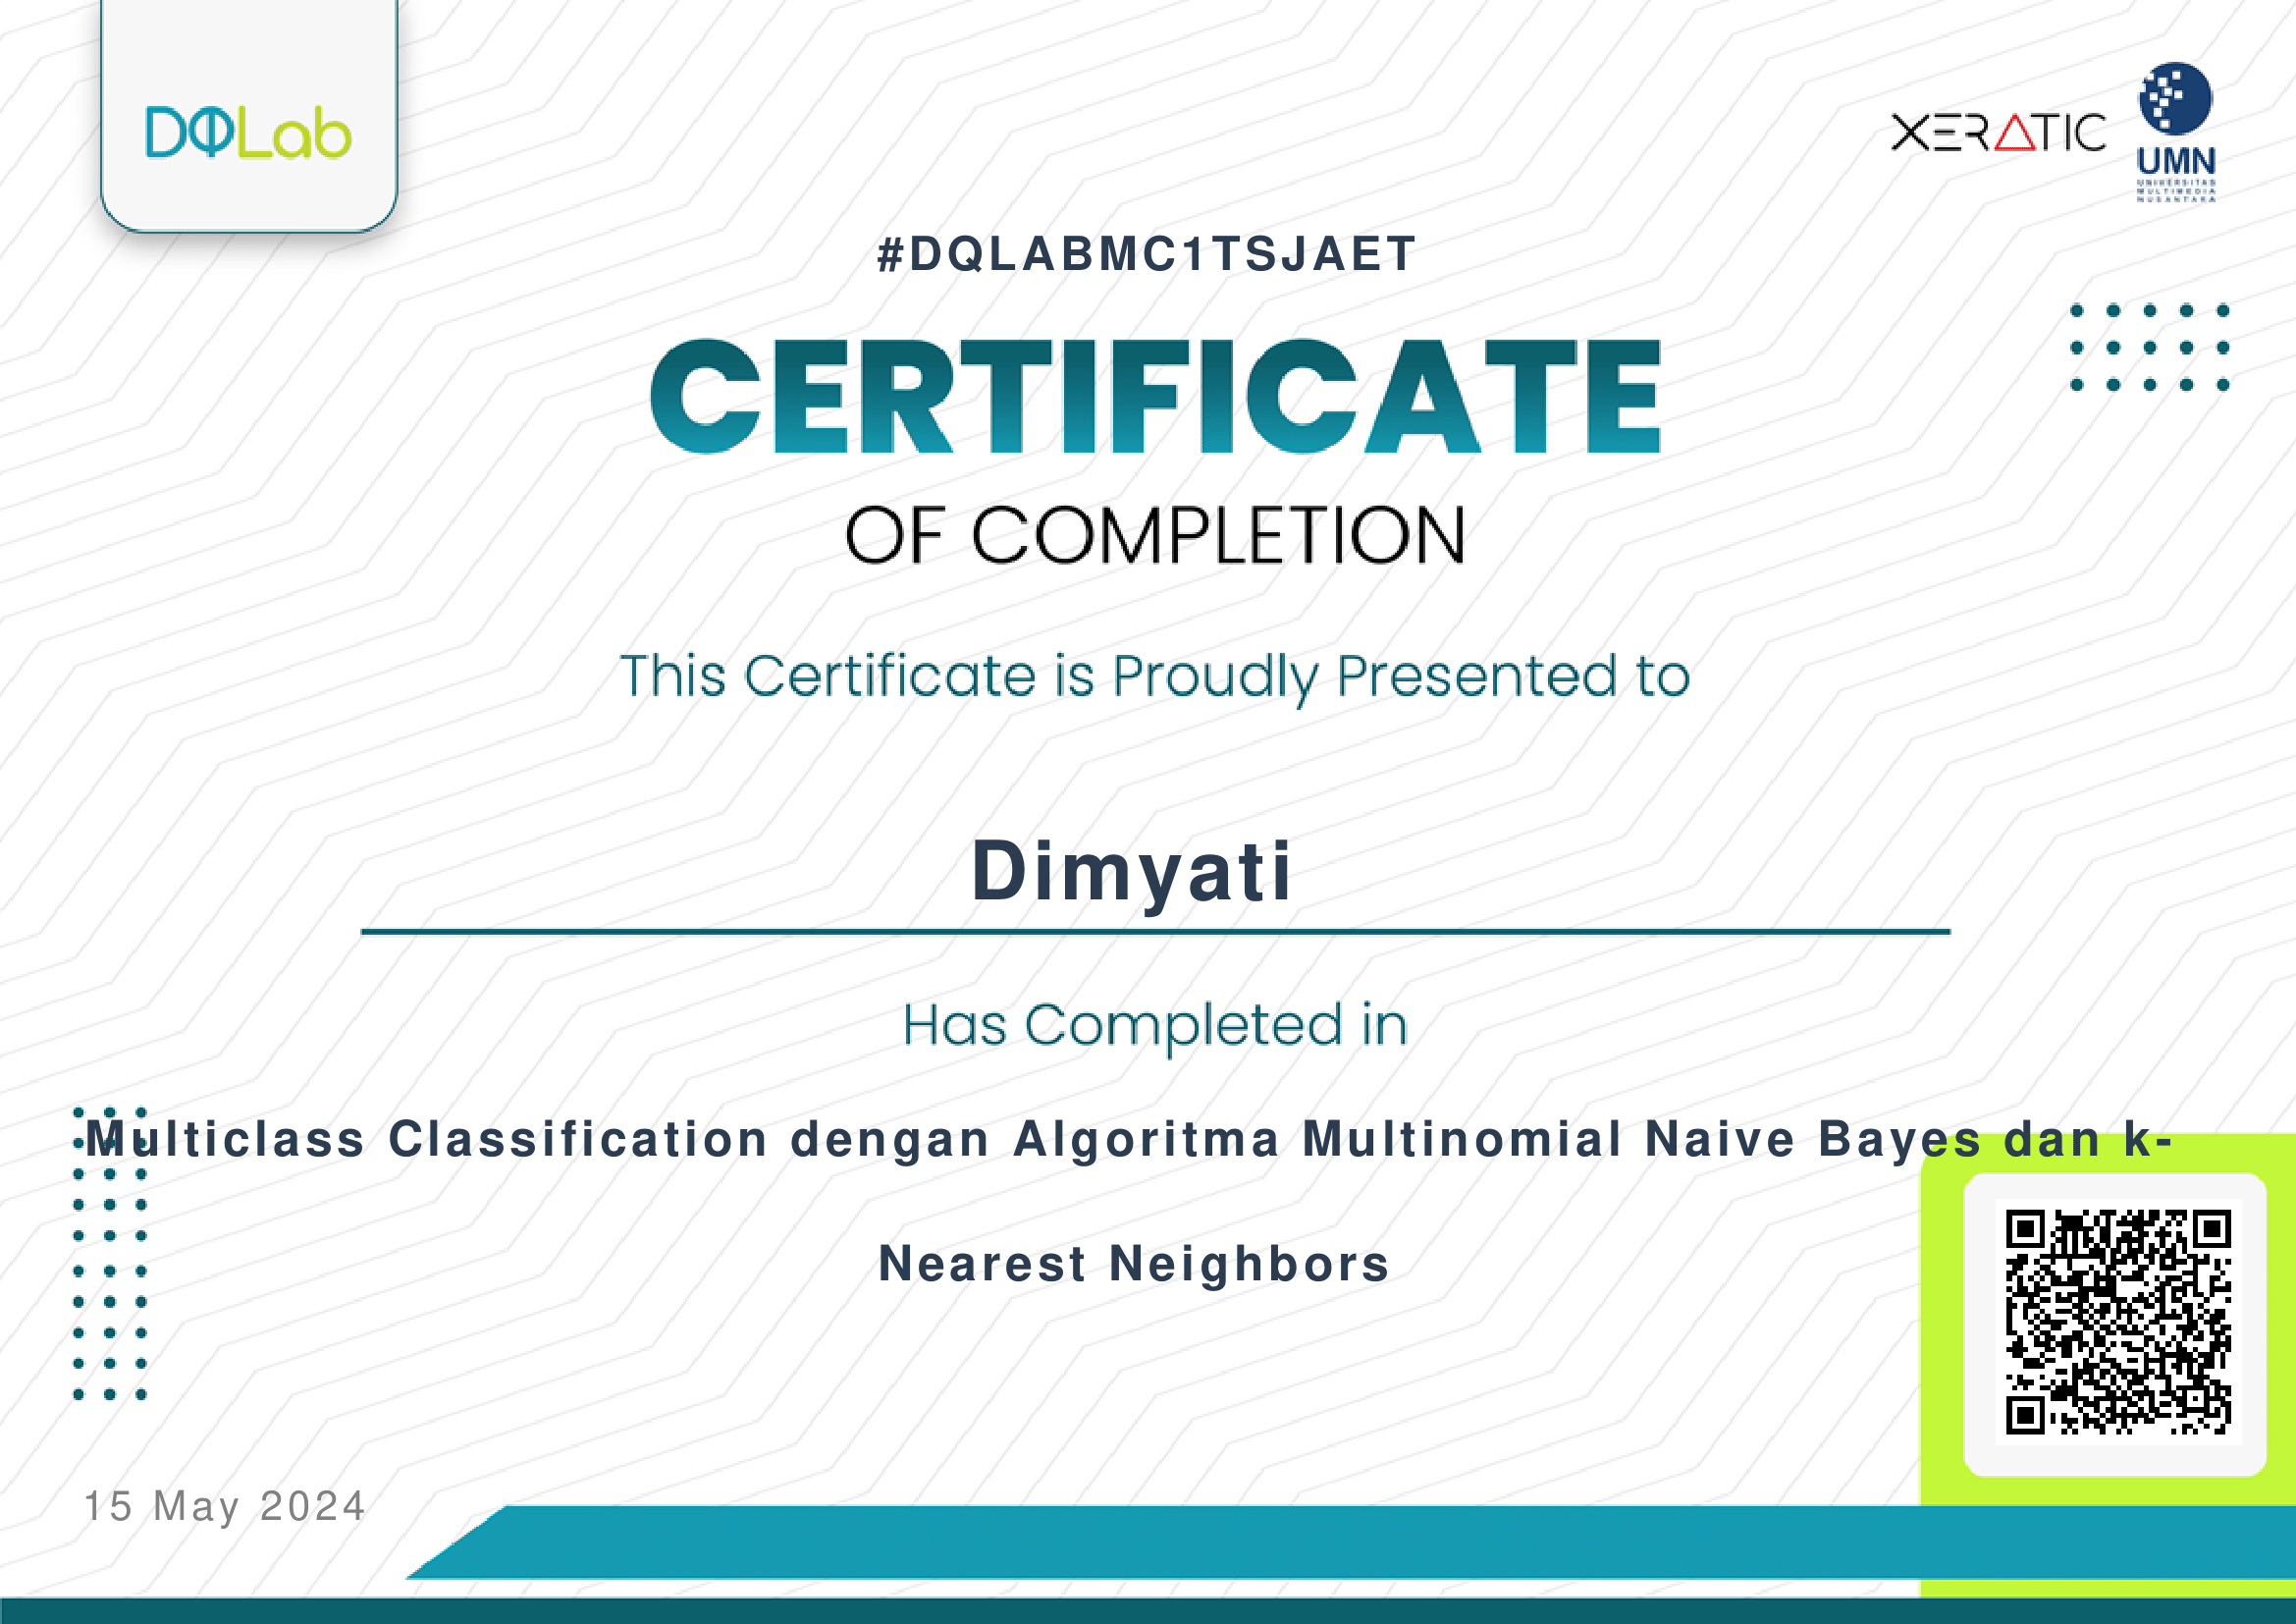 DQLab
XERATIC
UMN
UNIVERSITAS
MULTIMEDIA
NUSANTARA
#DQLABMC1TSJAET
CERTIFICATE
OF COMPLETION
This Certificate is Proudly Presented to
Dimyati
Has Completed in
Multiclass Classification dengan Algoritma Multinomial Naive Bayes dan k-
Nearest Neighbors
15 May 2024